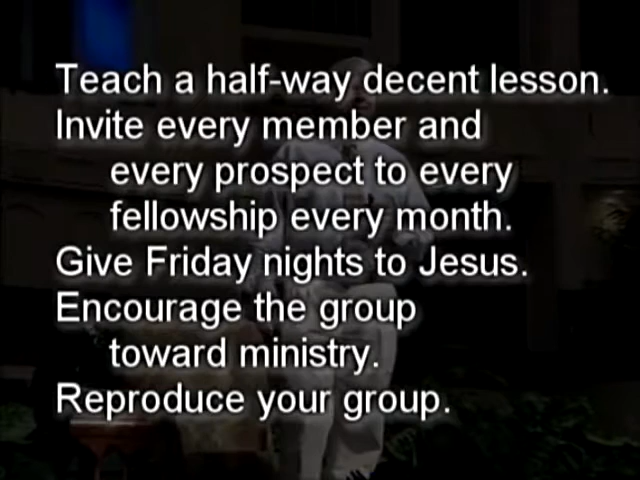 Teach a half-way decent lesson.
Invite every member and
every prospect to every
fellowship every month.
Give Friday nights to Jesus.
Encourage the group
toward ministry.
Reproduce your group.